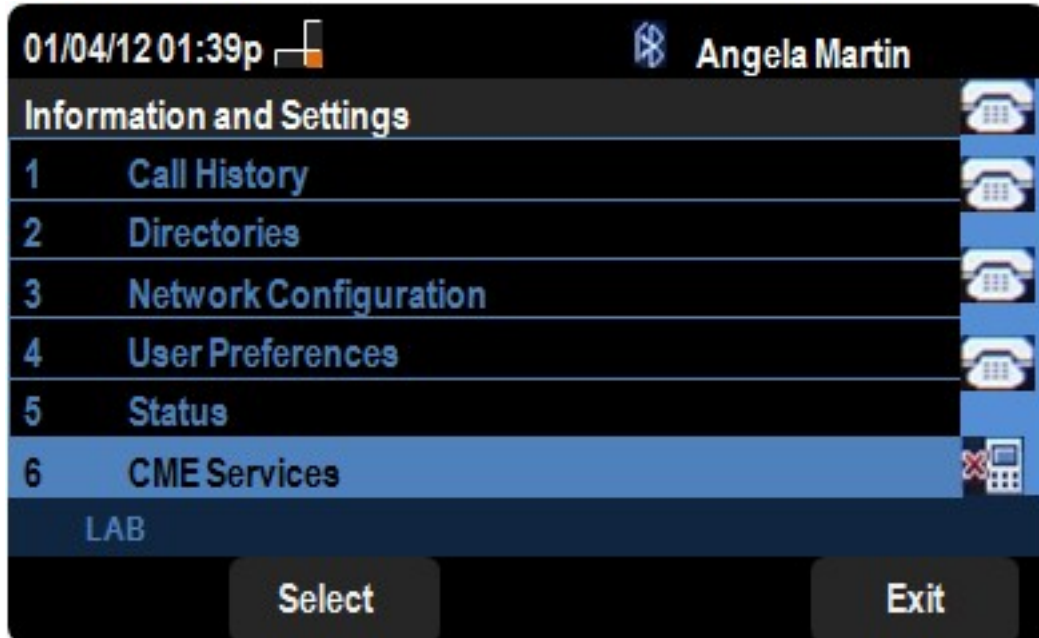 01/04/12 01:39p Angela Martin
Information and Settings
1 Call History
2 Directories
3 Network Configuration
4 User Preferences
5 Status
6 CME Services
LAB
Select Exit